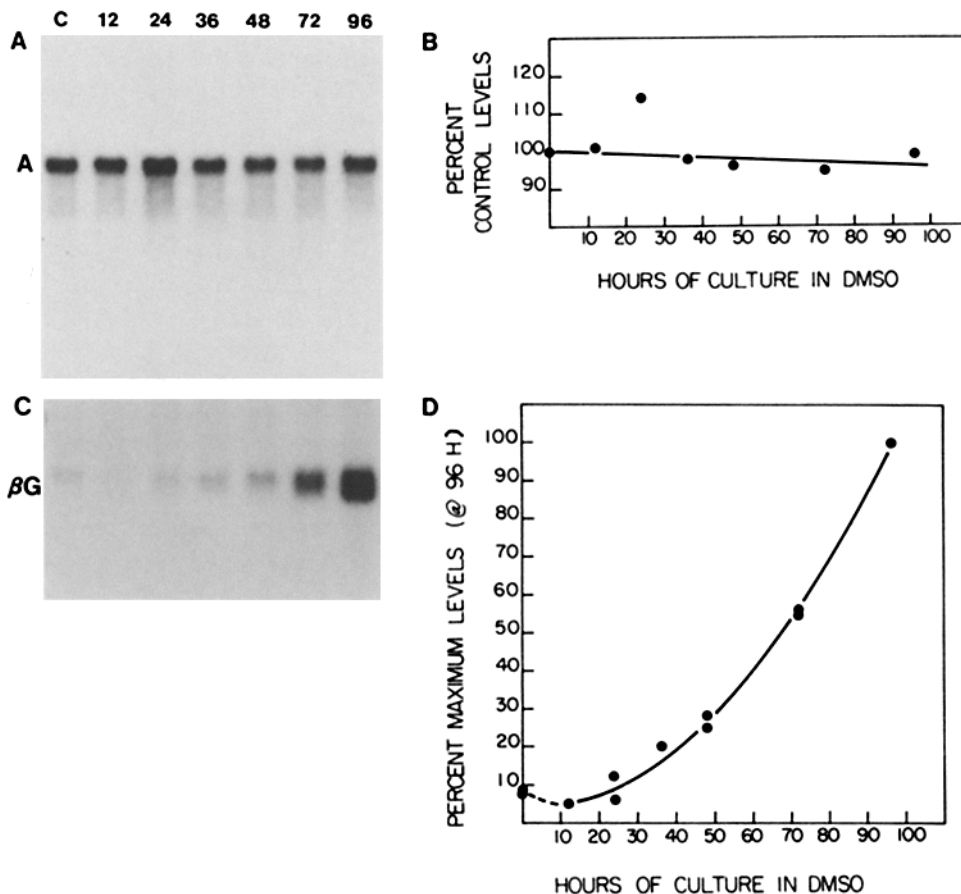 C 12 24 36 48 72 96
A
A
B
PERCENT
CONTROL LEVELS
120
110
100
90
10 20 30 40 50 60 70 80 90 100
HOURS OF CULTURE IN DMSO
C
βG
D
PERCENT MAXIMUM LEVELS (@ 96 H)
100
90
80
70
60
50
40
30
20
10
10 20 30 40 50 60 70 80 90 100
HOURS OF CULTURE IN DMSO